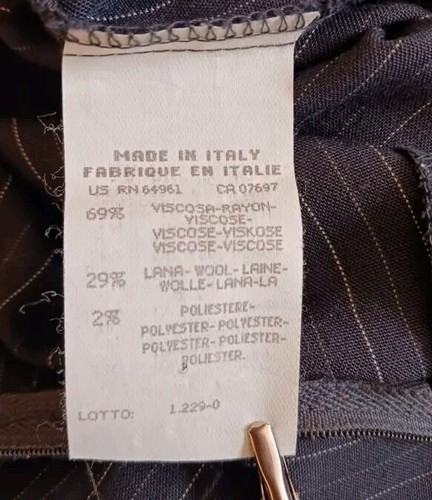 MADE IN ITALY
FABRIQUE EN ITALIE
US RN 64961 CA 07697
69% VISCOSA-RAYON-
VISCOSE-
VISCOSE-VISKOSE
VISCOSE-VISCOSE
29% LANA-WOOL-LAINE-
WOLLE-LANA-LA
2% POLIESTERE-
POLYESTER-POLYESTER-
POLYESTER-POLIESTER-
POLIESTER.
LOTTO: 1.229-0